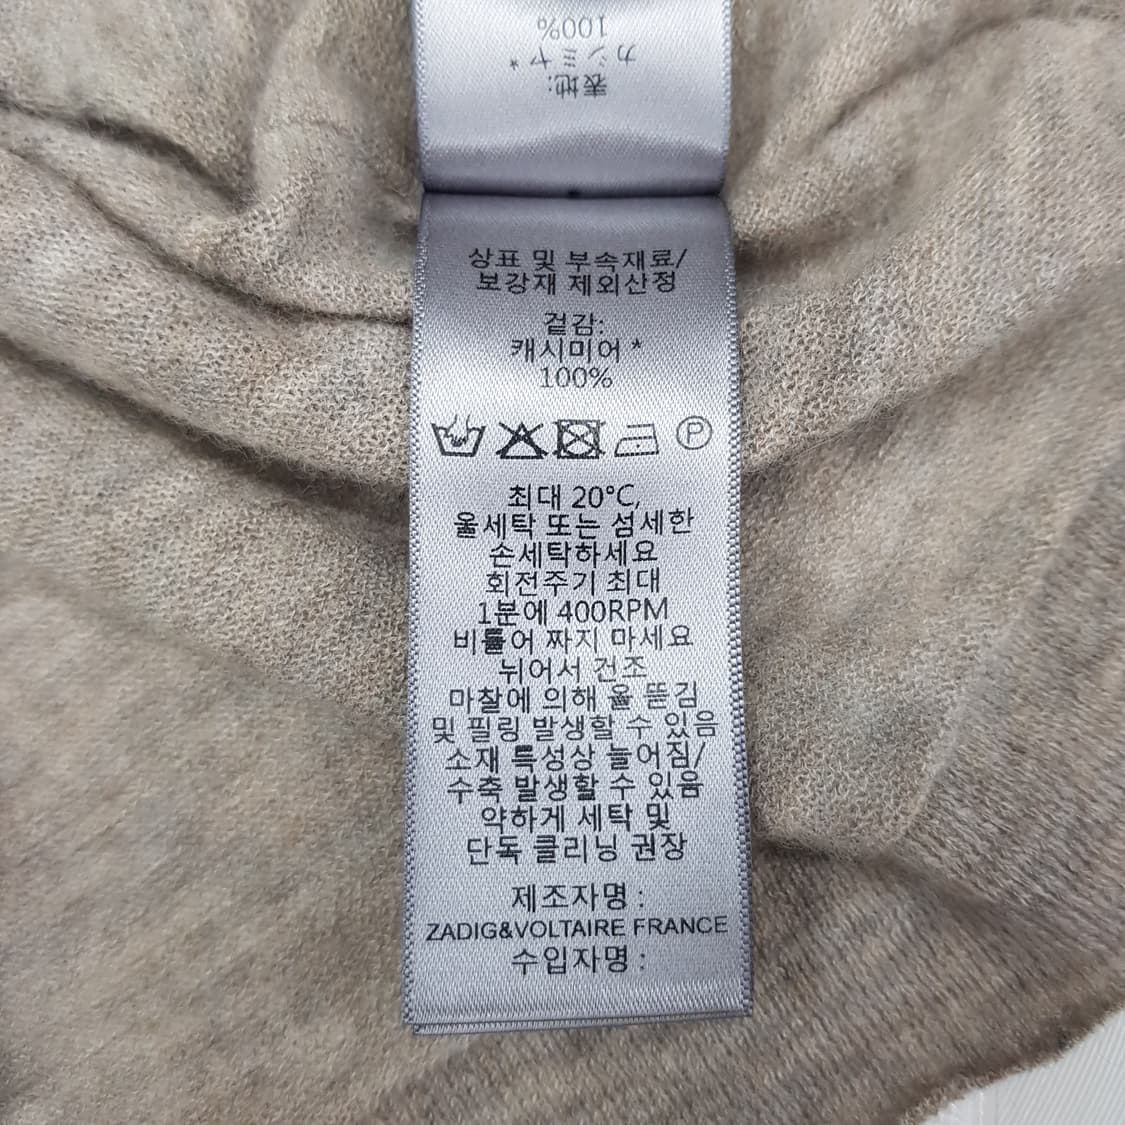 表地:
カシミヤ*
100%
상표 및 부속재료/
보강재 제외산정
겉감:
캐시미어 *
100%
P
최대 20°C,
울세탁 또는 섬세한
손세탁하세요
회전주기 최대
1분에 400RPM
비틀어 짜지 마세요
뉘어서 건조
마찰에 의해 올 뜯김
및 필링 발생할 수 있음
소재 특성상 늘어짐/
수축 발생할 수 있음
약하게 세탁 및
단독 클리닝 권장
제조자명 :
ZADIG&VOLTAIRE FRANCE
수입자명 :